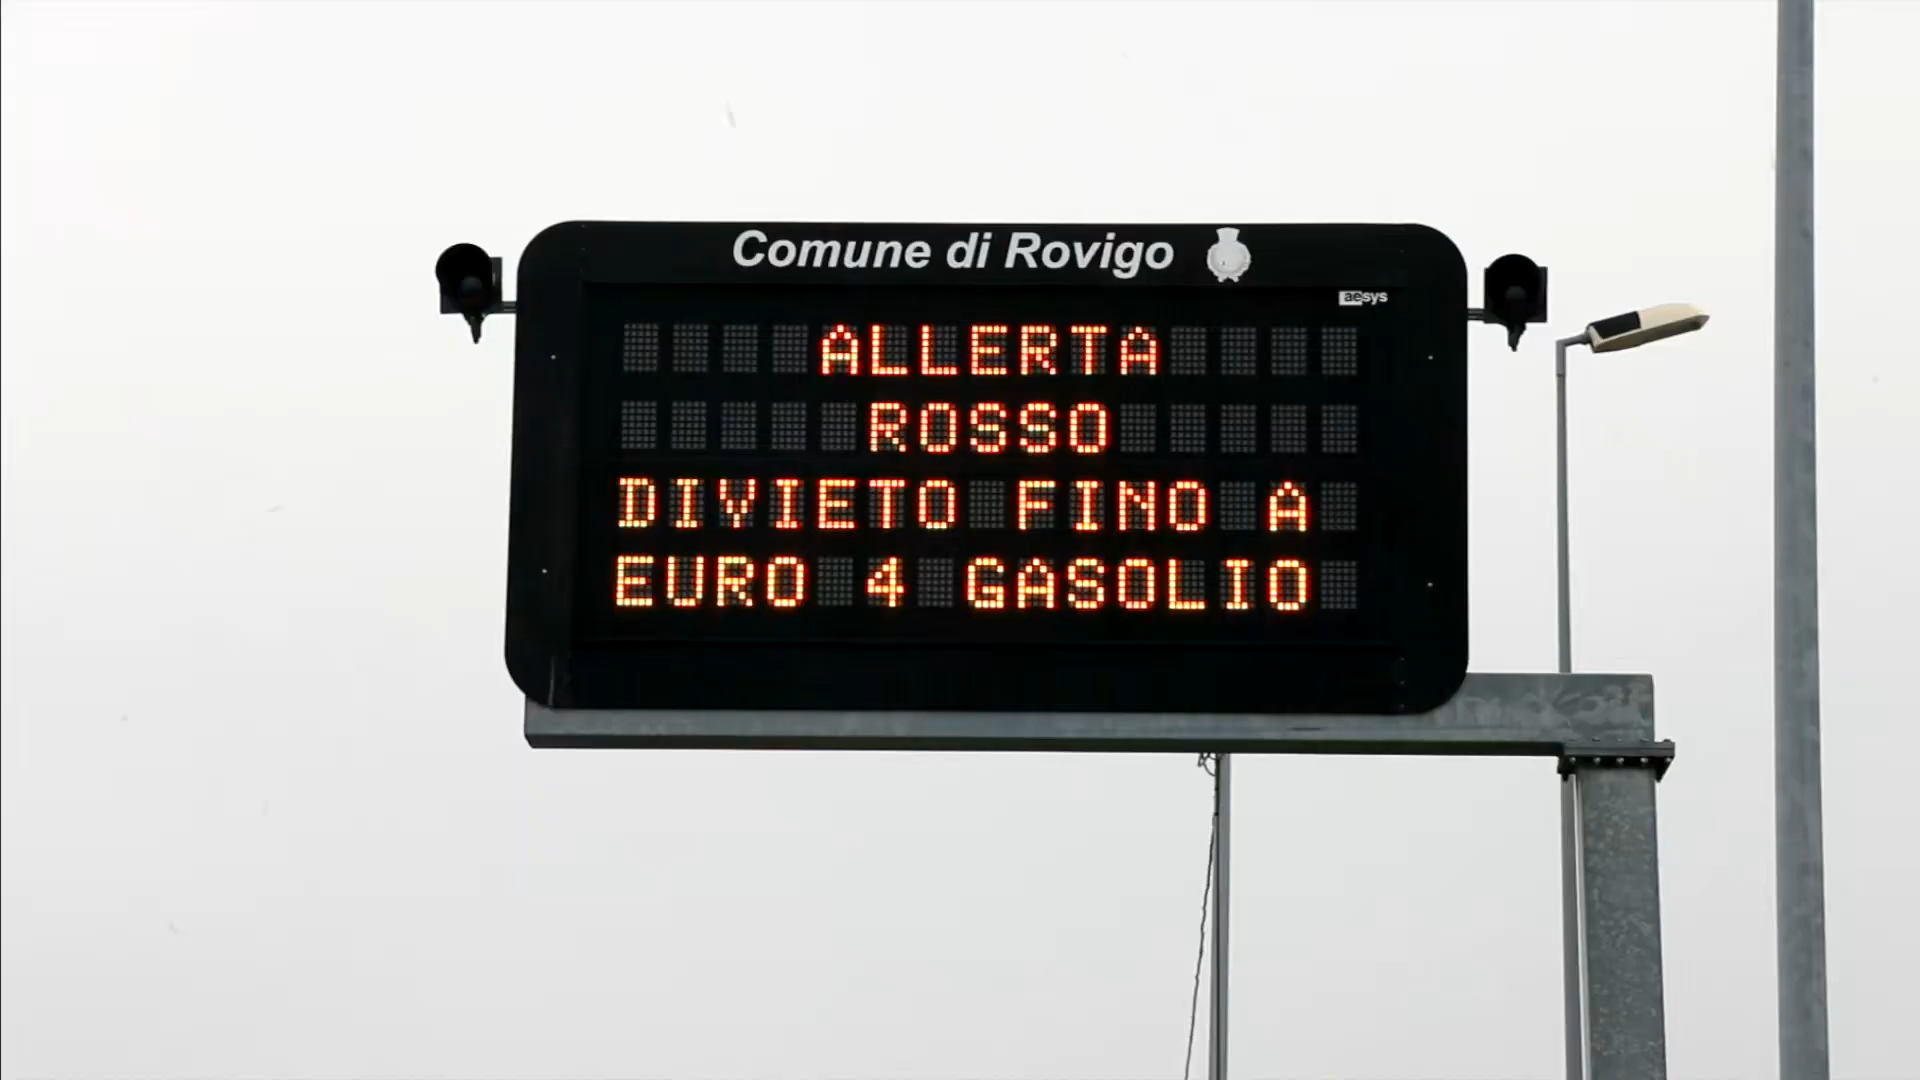 Comune di Rovigo
aesys
ALLERTA
ROSSO
DIVIETO FINO A
EURO 4 GASOLIO